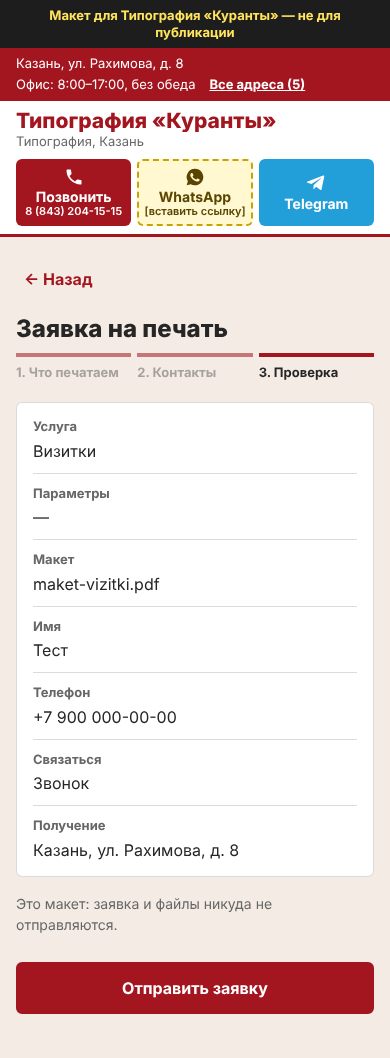 Макет для Типография «Куранты» — не для
публикации
Казань, ул. Рахимова, д. 8
Офис: 8:00–17:00, без обеда Все адреса (5)
Типография «Куранты»
Типография, Казань
Позвонить
8 (843) 204-15-15
WhatsApp
[вставить ссылку]
Telegram
← Назад
Заявка на печать
1. Что печатаем
2. Контакты
3. Проверка
Услуга
Визитки
Параметры
—
Макет
maket-vizitki.pdf
Имя
Тест
Телефон
+7 900 000-00-00
Связаться
Звонок
Получение
Казань, ул. Рахимова, д. 8
Это макет: заявка и файлы никуда не
отправляются.
Отправить заявку